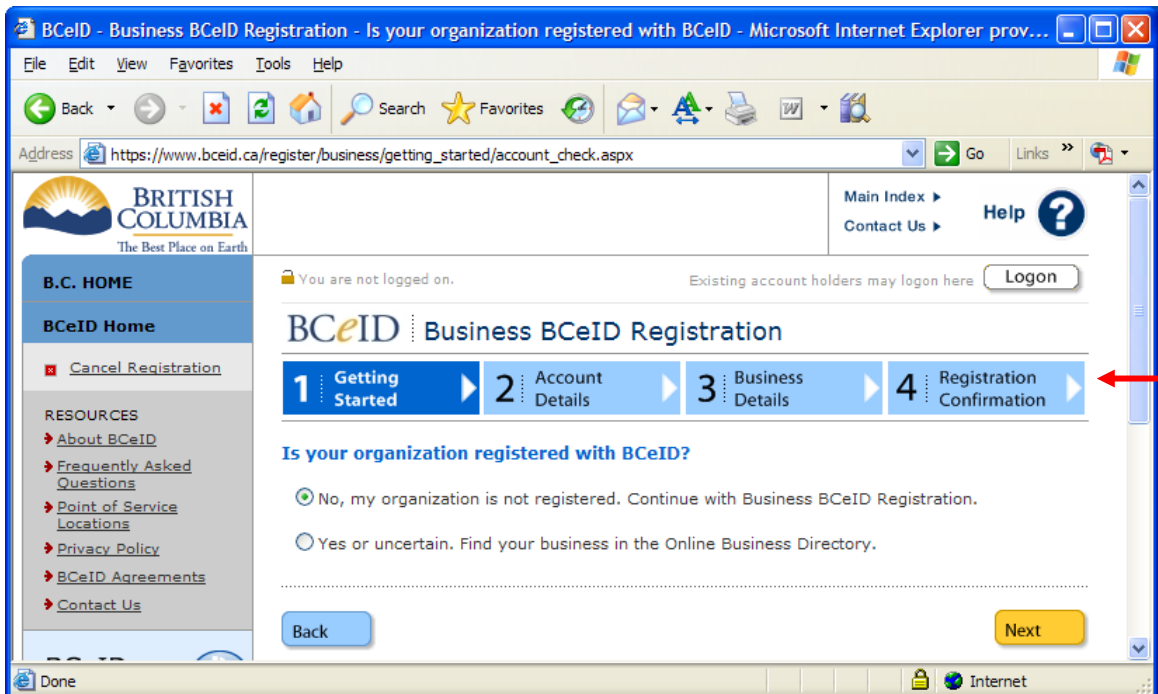 BCeID - Business BCeID Registration - Is your organization registered with BCeID - Microsoft Internet Explorer prov...
File Edit View Favorites Tools Help
Back Search Favorites
Address https://www.bceid.ca/register/business/getting_started/account_check.aspx Go Links »
BRITISH
COLUMBIA
The Best Place on Earth
Main Index
Contact Us
Help ?
B.C. HOME
BCeID Home
Cancel Registration
RESOURCES
About BCeID
Frequently Asked
Questions
Point of Service
Locations
Privacy Policy
BCeID Agreements
Contact Us
You are not logged on.
Existing account holders may logon here Logon
BCeID Business BCeID Registration
1 Getting
Started
2 Account
Details
3 Business
Details
4 Registration
Confirmation
Is your organization registered with BCeID?
No, my organization is not registered. Continue with Business BCeID Registration.
Yes or uncertain. Find your business in the Online Business Directory.
Back
Next
Done
Internet